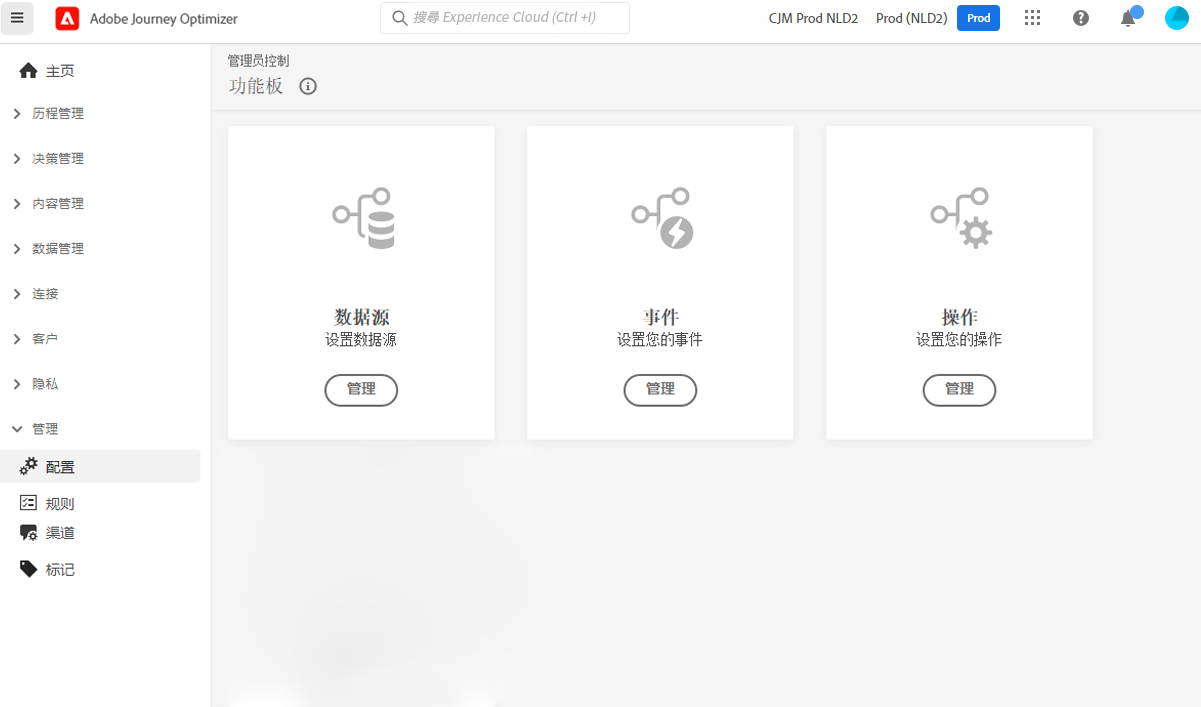 Adobe Journey Optimizer
搜尋 Experience Cloud (Ctrl +I)
CJM Prod NLD2
Prod (NLD2)
Prod
主页
历程管理
决策管理
内容管理
数据管理
连接
客户
隐私
管理
配置
规则
渠道
标记
管理员控制
功能板
数据源
设置数据源
管理
事件
设置您的事件
管理
操作
设置您的操作
管理